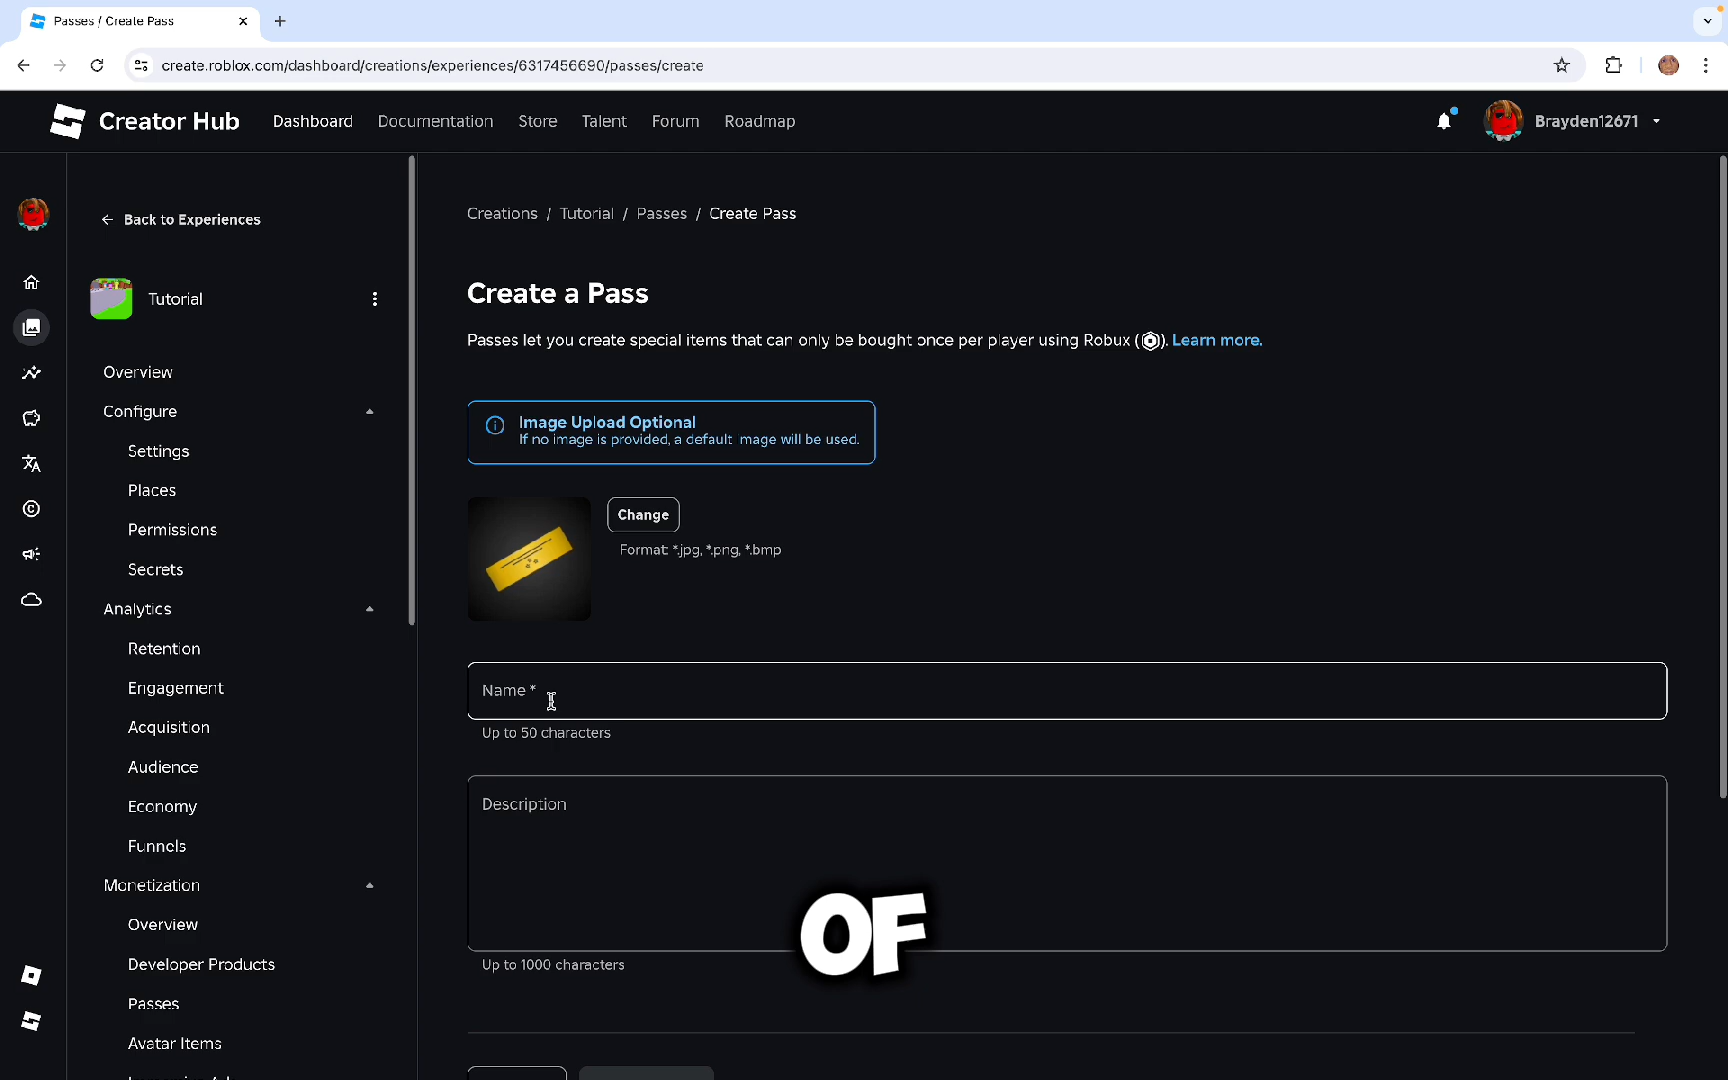 Passes / Create Pass
create.roblox.com/dashboard/creations/experiences/6317456690/passes/create
Creator Hub
Dashboard
Documentation
Store
Talent
Forum
Roadmap
Brayden12671
Back to Experiences
Tutorial
Overview
Configure
Settings
Places
Permissions
Secrets
Analytics
Retention
Engagement
Acquisition
Audience
Economy
Funnels
Monetization
Overview
Developer Products
Passes
Avatar Items
Creations / Tutorial / Passes / Create Pass
Create a Pass
Passes let you create special items that can only be bought once per player using Robux ( ). Learn more.
Image Upload Optional
If no image is provided, a default image will be used.
Change
Format: *.jpg, *.png, *.bmp
Name *
Up to 50 characters
Description
OF
Up to 1000 characters